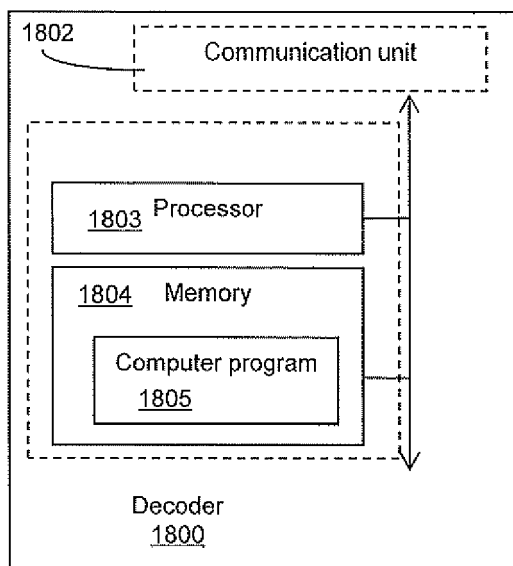 1802
Communication unit
1803 Processor
1804 Memory
Computer program
1805
Decoder
1800